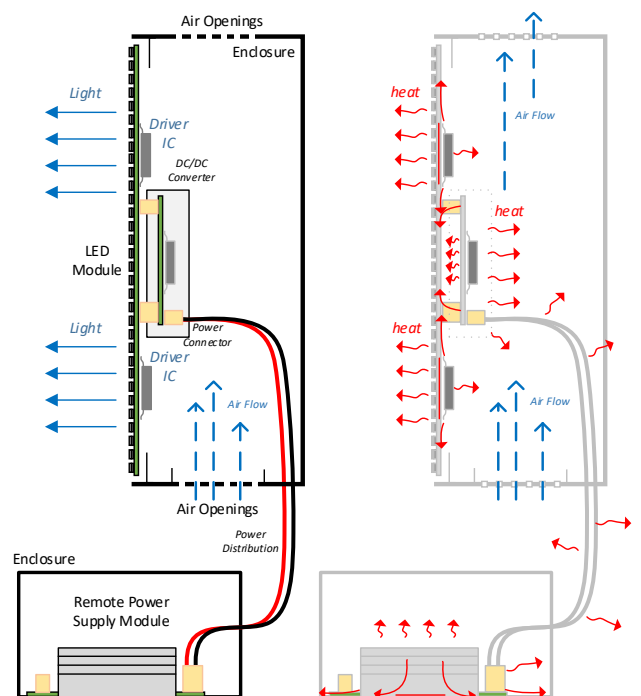 Air Openings
Enclosure
Light
Driver
IC
DC/DC
Converter
LED
Module
Power
Connector
Light
Driver
IC
Air Flow
Air Openings
Power
Distribution
Enclosure
Remote Power
Supply Module
heat
Air Flow
heat
heat
Air Flow